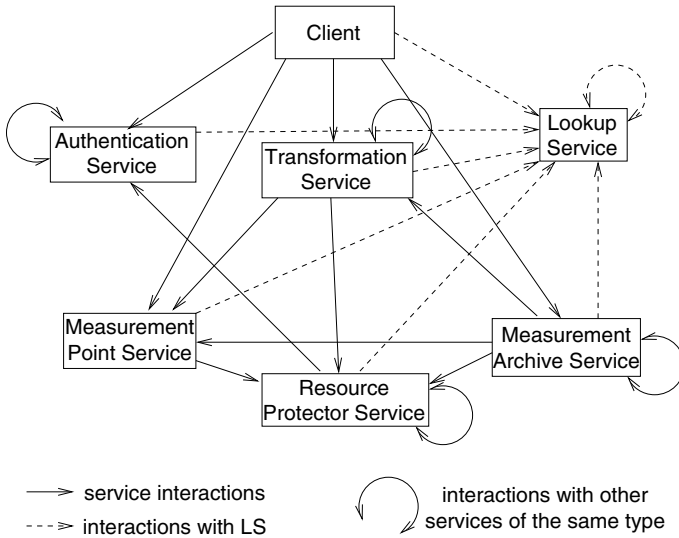 Client
Authentication
Service
Transformation
Service
Lookup
Service
Measurement
Point Service
Measurement
Archive Service
Resource
Protector Service
service interactions
interactions with LS
interactions with other
services of the same type